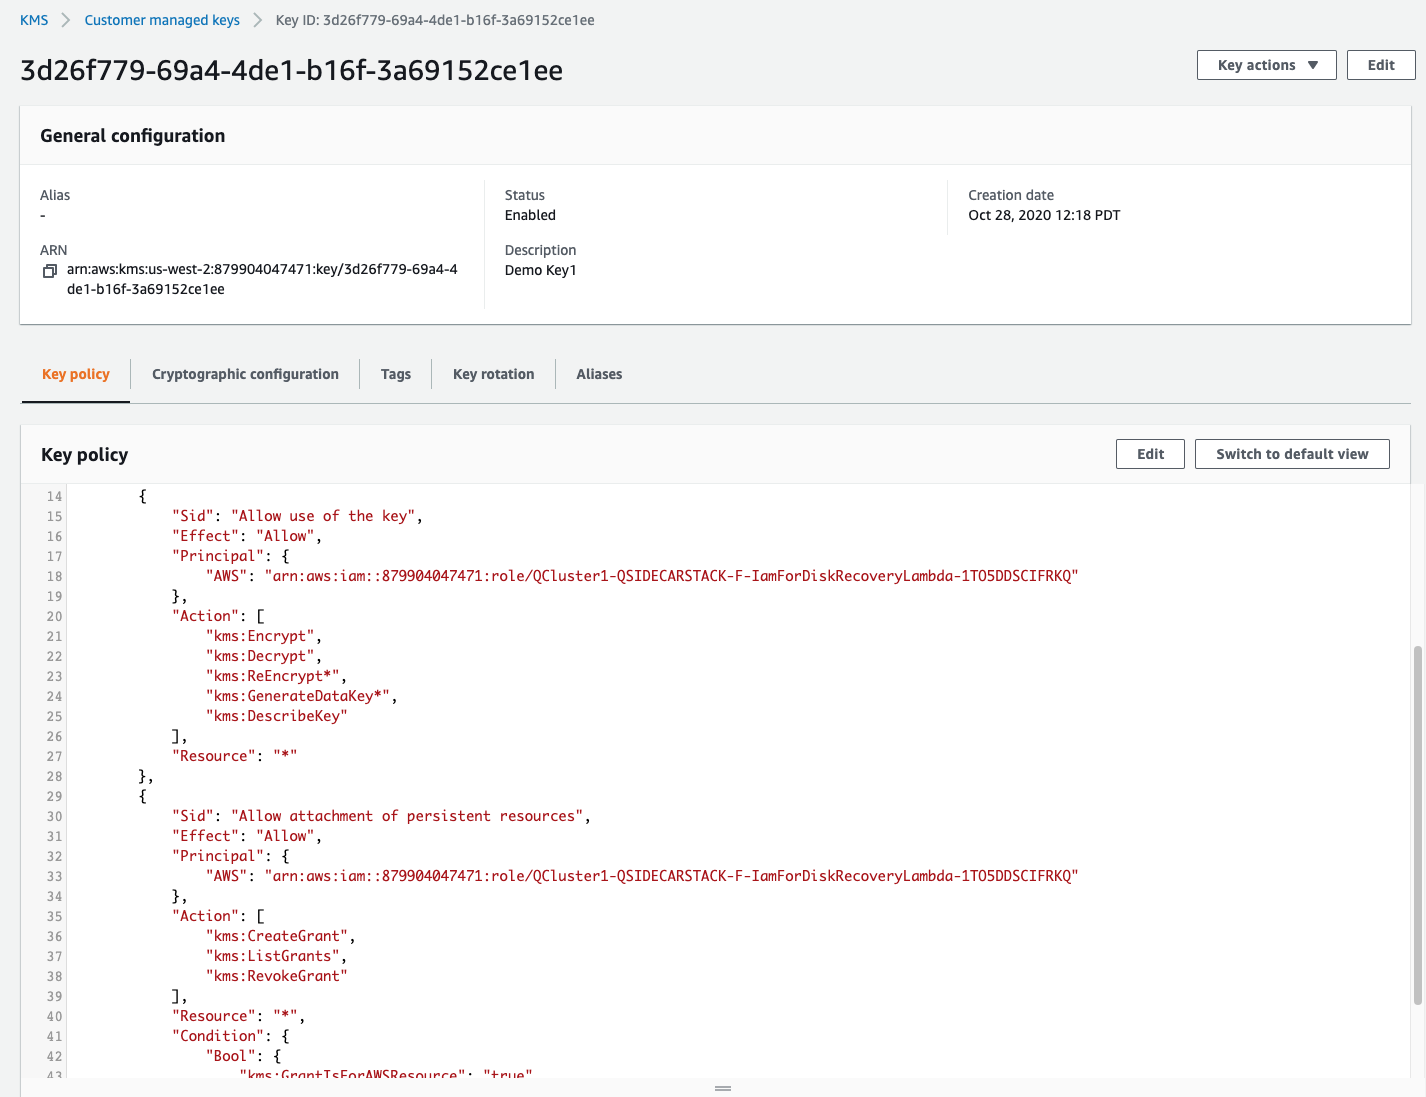 KMS > Customer managed keys > Key ID: 3d26f779-69a4-4de1-b16f-3a69152ce1ee
3d26f779-69a4-4de1-b16f-3a69152ce1ee
Key actions
Edit
General configuration
Alias
-
Status
Enabled
Creation date
Oct 28, 2020 12:18 PDT
ARN
arn:aws:kms:us-west-2:879904047471:key/3d26f779-69a4-4
de1-b16f-3a69152ce1ee
Description
Demo Key1
Key policy
Cryptographic configuration
Tags
Key rotation
Aliases
Key policy
Edit
Switch to default view
14 {
15 "Sid": "Allow use of the key",
16 "Effect": "Allow",
17 "Principal": {
18 "AWS": "arn:aws:iam::879904047471:role/QCluster1-QSIDECARSTACK-F-IamForDiskRecoveryLambda-1TO5DDSCIFRKQ"
19 },
20 "Action": [
21 "kms:Encrypt",
22 "kms:Decrypt",
23 "kms:ReEncrypt*",
24 "kms:GenerateDataKey*",
25 "kms:DescribeKey"
26 ],
27 "Resource": "*"
28 },
29 {
30 "Sid": "Allow attachment of persistent resources",
31 "Effect": "Allow",
32 "Principal": {
33 "AWS": "arn:aws:iam::879904047471:role/QCluster1-QSIDECARSTACK-F-IamForDiskRecoveryLambda-1TO5DDSCIFRKQ"
34 },
35 "Action": [
36 "kms:CreateGrant",
37 "kms:ListGrants",
38 "kms:RevokeGrant"
39 ],
40 "Resource": "*",
41 "Condition": {
42 "Bool": {
43 "kms:GrantIsForAWSResource": "true"